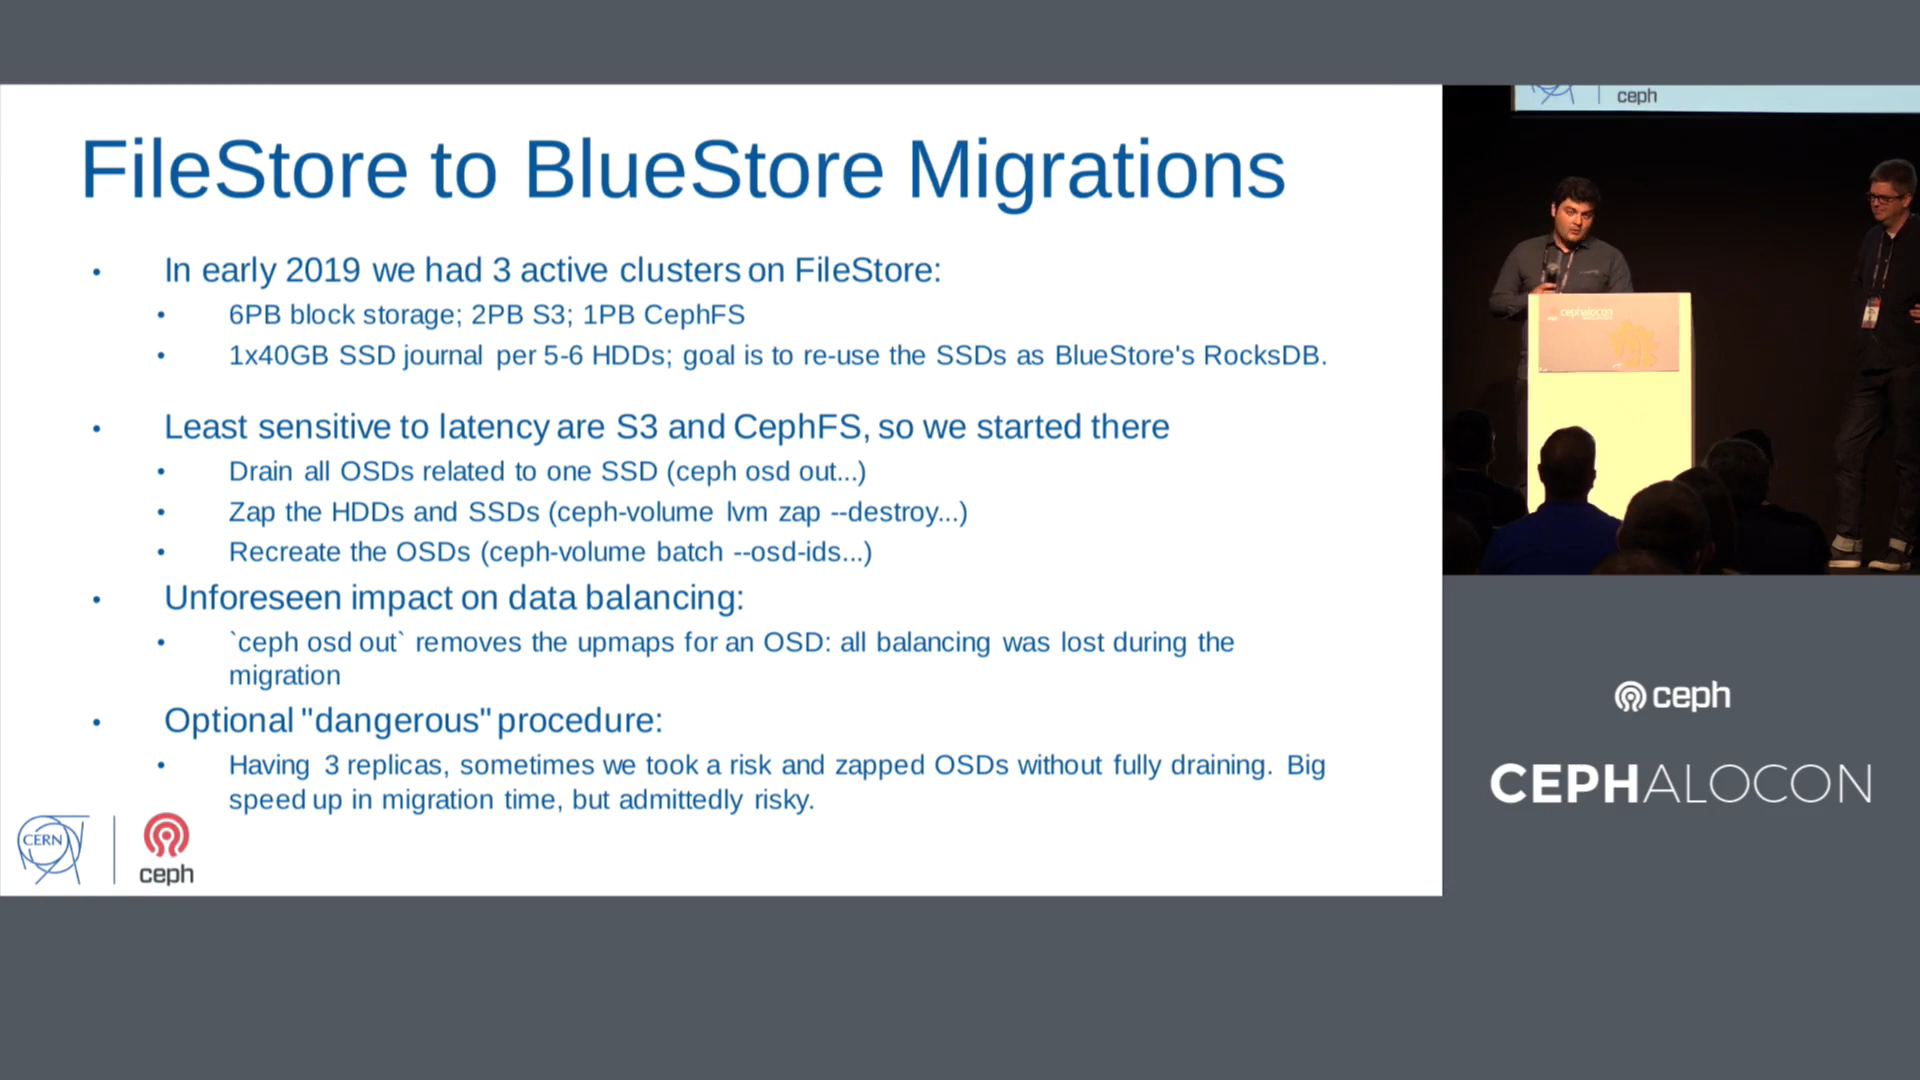 FileStore to BlueStore Migrations
• In early 2019 we had 3 active clusters on FileStore:
• 6PB block storage; 2PB S3; 1PB CephFS
• 1x40GB SSD journal per 5-6 HDDs; goal is to re-use the SSDs as BlueStore's RocksDB.
• Least sensitive to latency are S3 and CephFS, so we started there
• Drain all OSDs related to one SSD (ceph osd out...)
• Zap the HDDs and SSDs (ceph-volume lvm zap --destroy...)
• Recreate the OSDs (ceph-volume batch --osd-ids...)
• Unforeseen impact on data balancing:
• `ceph osd out` removes the upmaps for an OSD: all balancing was lost during the
migration
• Optional "dangerous" procedure:
• Having 3 replicas, sometimes we took a risk and zapped OSDs without fully draining. Big
speed up in migration time, but admittedly risky.
CERN
ceph
ceph
cephalocon
ceph
CEPHALOCON